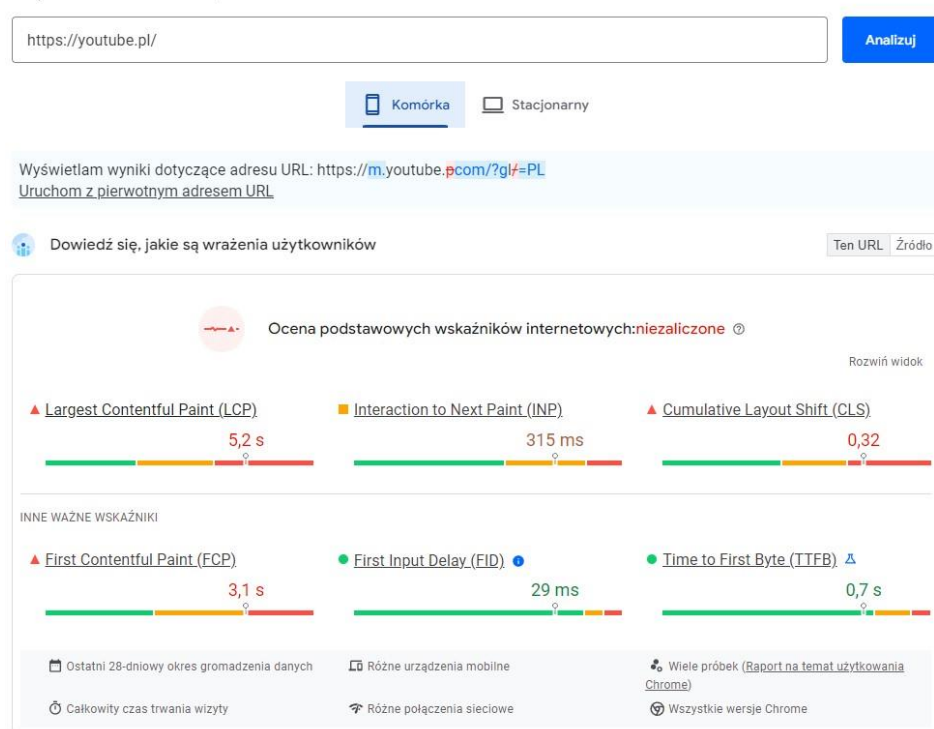 https://youtube.pl/
Analizuj
Komórka
Stacjonarny
Wyświetlam wyniki dotyczące adresu URL: https://m.youtube.pcom/?gl/=PL
Uruchom z pierwotnym adresem URL
Dowiedź się, jakie są wrażenia użytkowników
Ten URL
Źródło
Ocena podstawowych wskaźników internetowych:niezaliczone
Rozwiń widok
Largest Contentful Paint (LCP)
5,2 s
Interaction to Next Paint (INP)
315 ms
Cumulative Layout Shift (CLS)
0,32
INNE WAŻNE WSKAŹNIKI
First Contentful Paint (FCP)
3,1 s
First Input Delay (FID)
29 ms
Time to First Byte (TTFB)
0,7 s
Ostatni 28-dniowy okres gromadzenia danych
Różne urządzenia mobilne
Wiele próbek (Raport na temat użytkowania
Chrome)
Całkowity czas trwania wizyty
Różne połączenia sieciowe
Wszystkie wersje Chrome